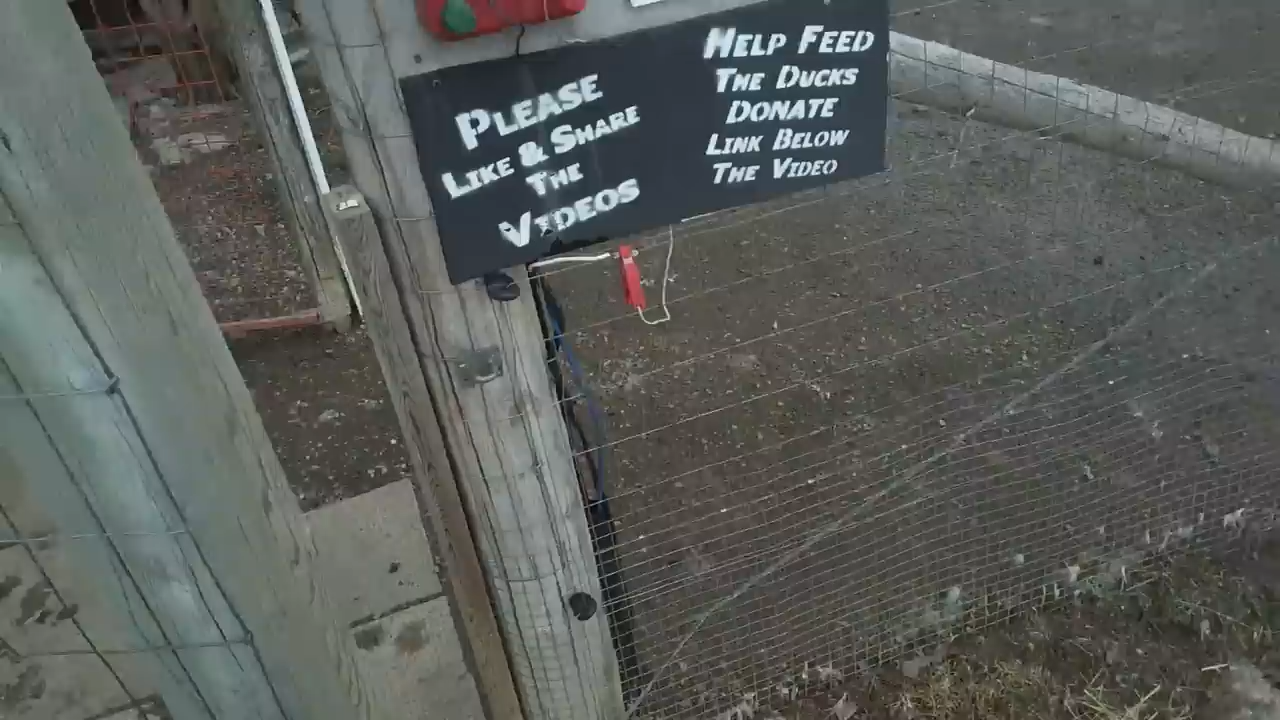 PLEASE
LIKE & SHARE
THE
VIDEOS
HELP FEED
THE DUCKS
DONATE
LINK BELOW
THE VIDEO